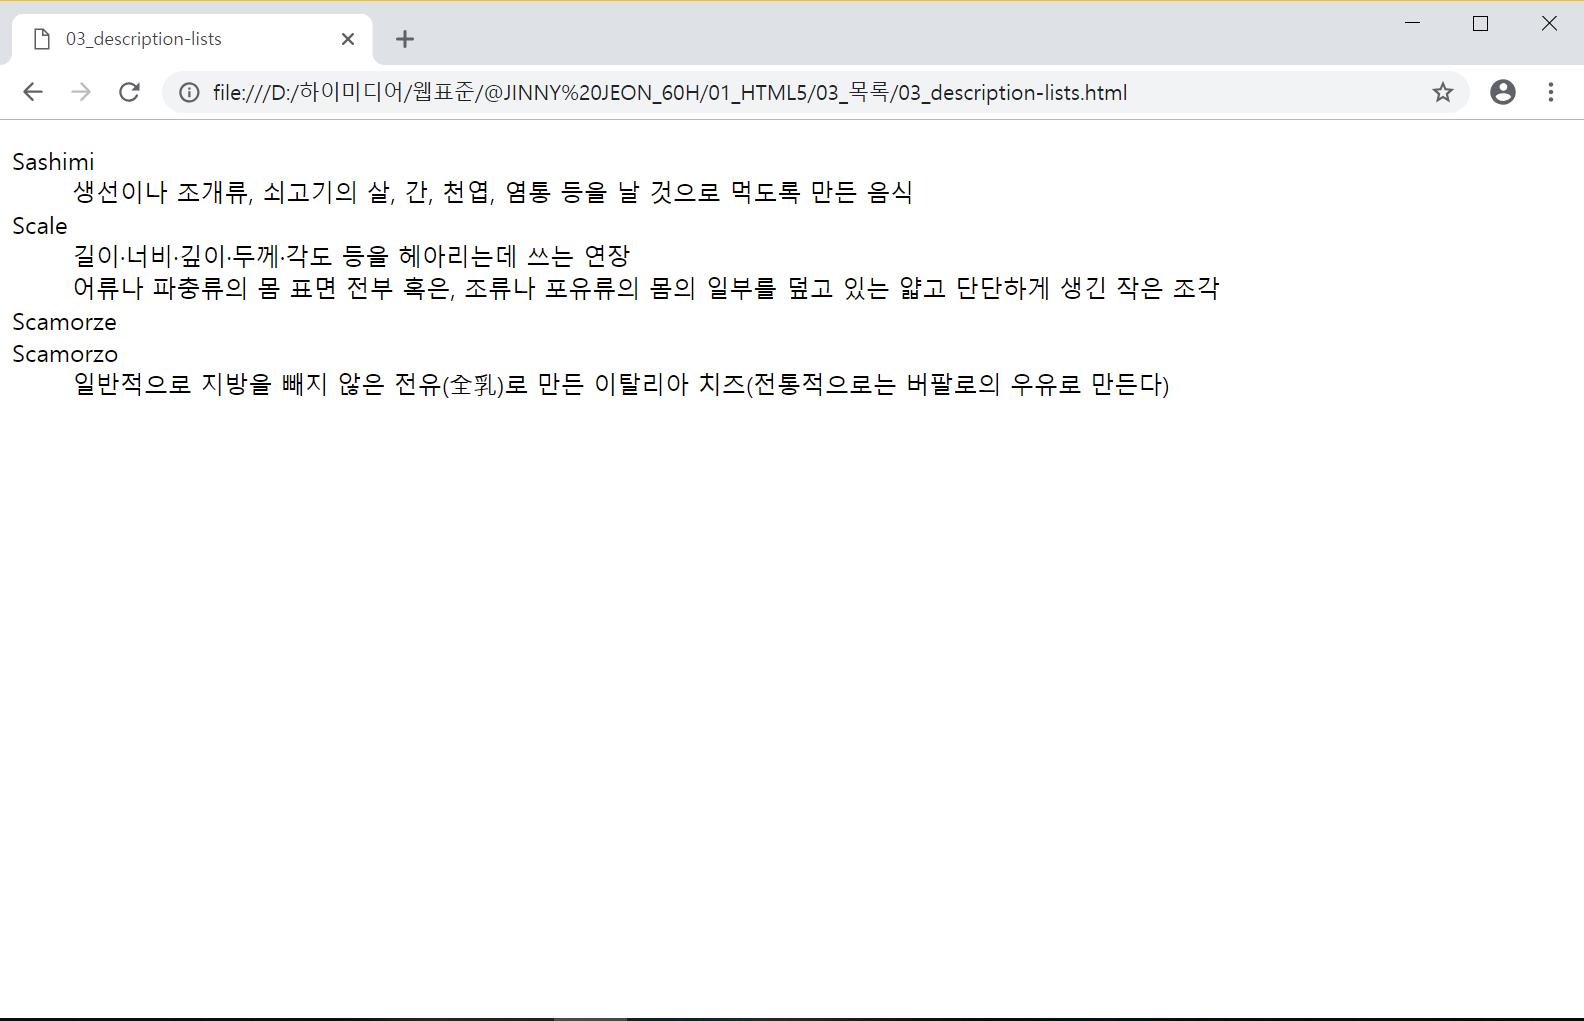 03_description-lists
file:///D:/하이미디어/웹표준/@JINNY%20JEON_60H/01_HTML5/03_목록/03_description-lists.html
Sashimi
생선이나 조개류, 쇠고기의 살, 간, 천엽, 염통 등을 날 것으로 먹도록 만든 음식
Scale
길이·너비·깊이·두께·각도 등을 헤아리는데 쓰는 연장
어류나 파충류의 몸 표면 전부 혹은, 조류나 포유류의 몸의 일부를 덮고 있는 얇고 단단하게 생긴 작은 조각
Scamorze
Scamorzo
일반적으로 지방을 빼지 않은 전유(全乳)로 만든 이탈리아 치즈(전통적으로는 버팔로의 우유로 만든다)